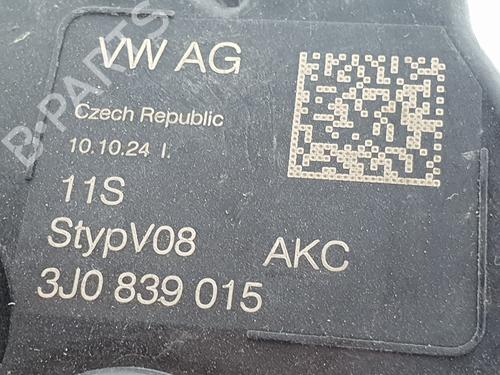 VW AG
Czech Republic
10.10.24 I.
11S
StypV08 AKC
3J0 839 015
B-PARTS